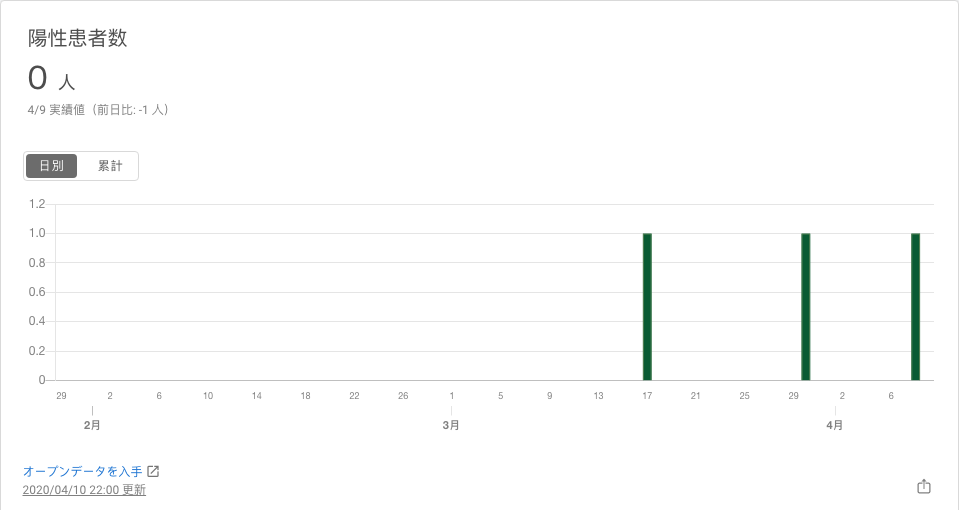 陽性患者数
0 人
4/9 実績値（前日比: -1 人）
日別 累計
1.2
1.0
0.8
0.6
0.4
0.2
0
29 2 6 10 14 18 22 26 1 5 9 13 17 21 25 29 2 6
2月 3月 4月
オープンデータを入手
2020/04/10 22:00 更新